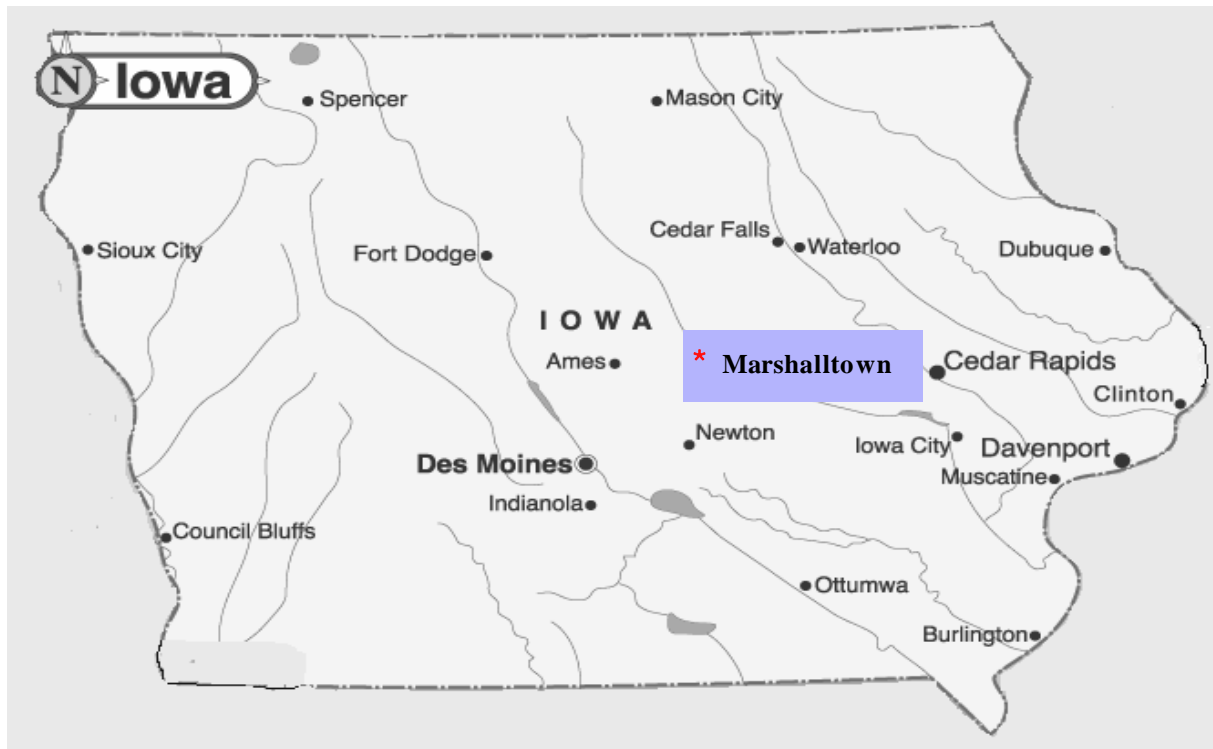 N Iowa
Spencer
Mason City
Cedar Falls
Waterloo
Sioux City
Fort Dodge
Dubuque
I O W A
Ames
* Marshalltown
Cedar Rapids
Clinton
Newton
Iowa City
Davenport
Des Moines
Muscatine
Indianola
Council Bluffs
Ottumwa
Burlington